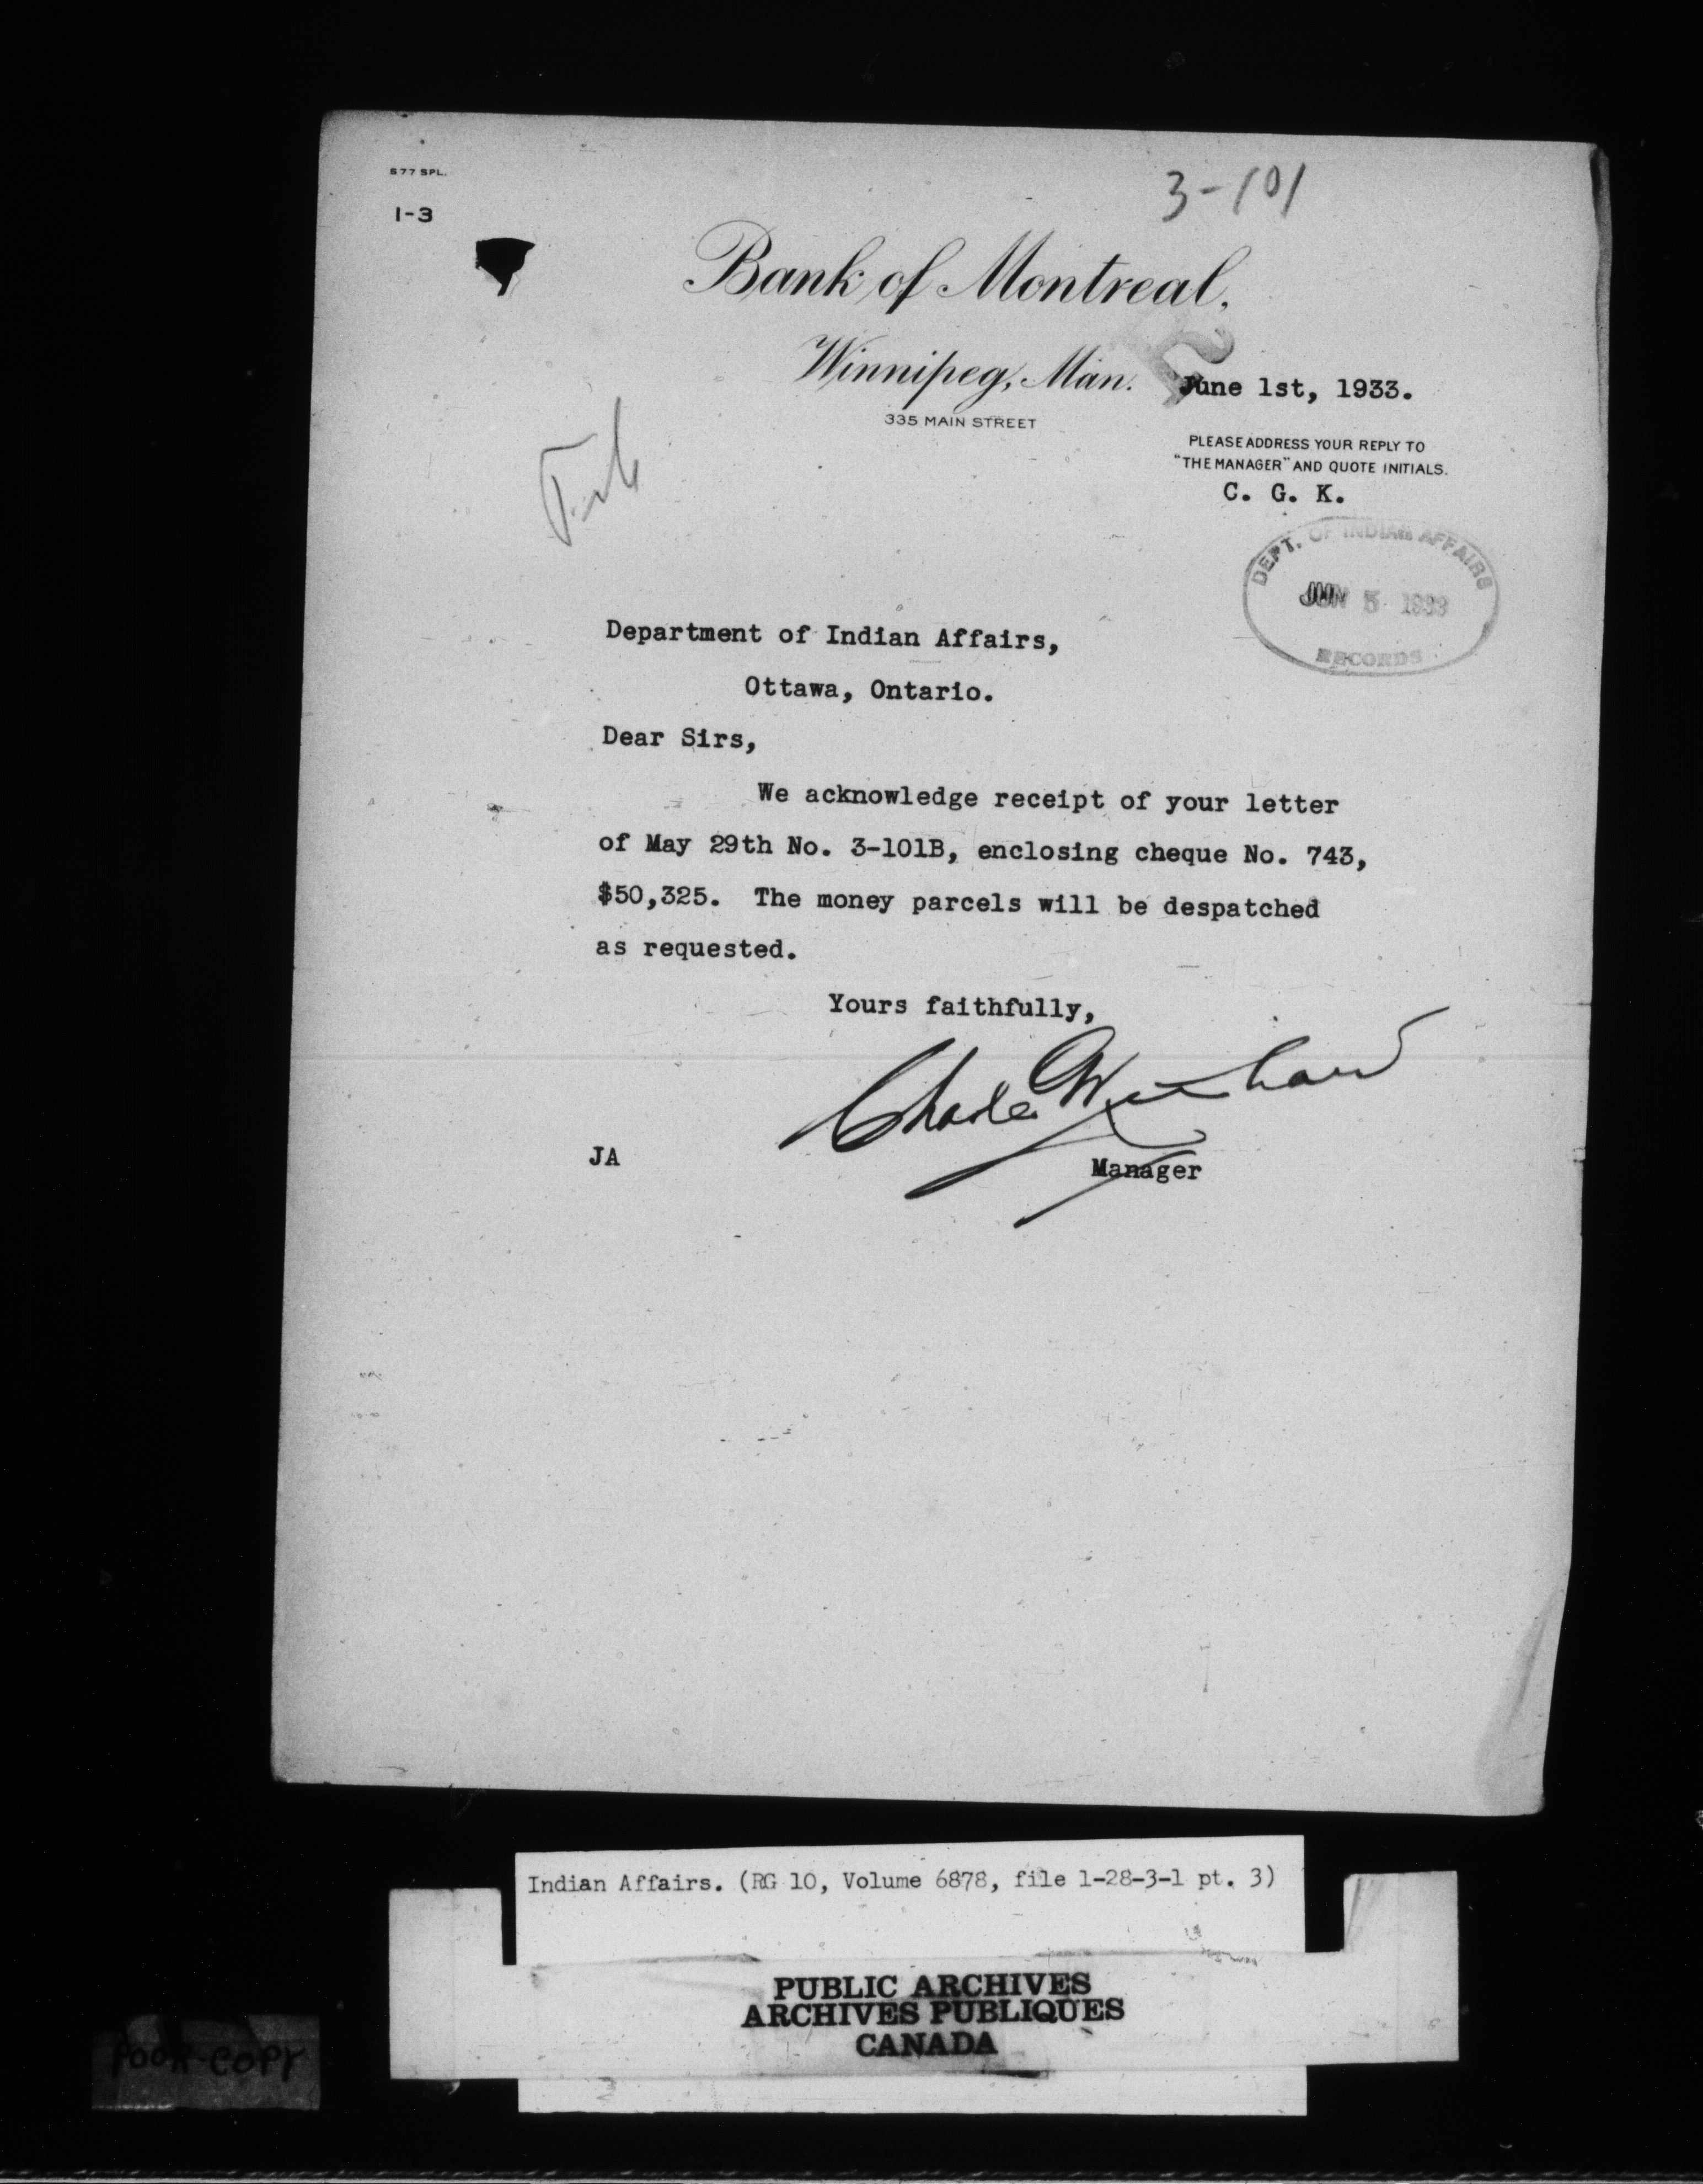 S 77 SPL.
1-3
3-101
Bank of Montreal,
Winnipeg, Man.
June 1st, 1933.
335 MAIN STREET
PLEASE ADDRESS YOUR REPLY TO
"THE MANAGER" AND QUOTE INITIALS.
C. G. K.
DEPT. OF INDIAN AFFAIRS
JUN 5 1933
RECORDS
Department of Indian Affairs,
Ottawa, Ontario.
Dear Sirs,
We acknowledge receipt of your letter
of May 29th No. 3-101B, enclosing cheque No. 743,
$50,325. The money parcels will be despatched
as requested.
Yours faithfully,
JA
Manager
Indian Affairs. (RG 10, Volume 6878, file 1-28-3-1 pt. 3)
PUBLIC ARCHIVES
ARCHIVES PUBLIQUES
CANADA
POOR COPY